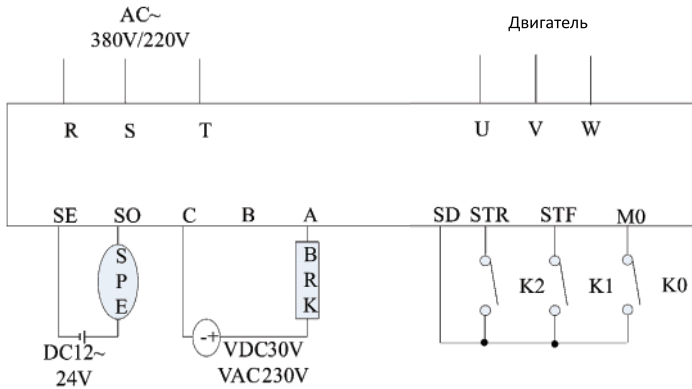 AC~
380V/220V
Двигатель
R S T U V W
SE SO C B A SD STR STF M0
S
P
E
B
R
K
K2 K1 K0
-+
DC12~
24V
VDC30V
VAC230V